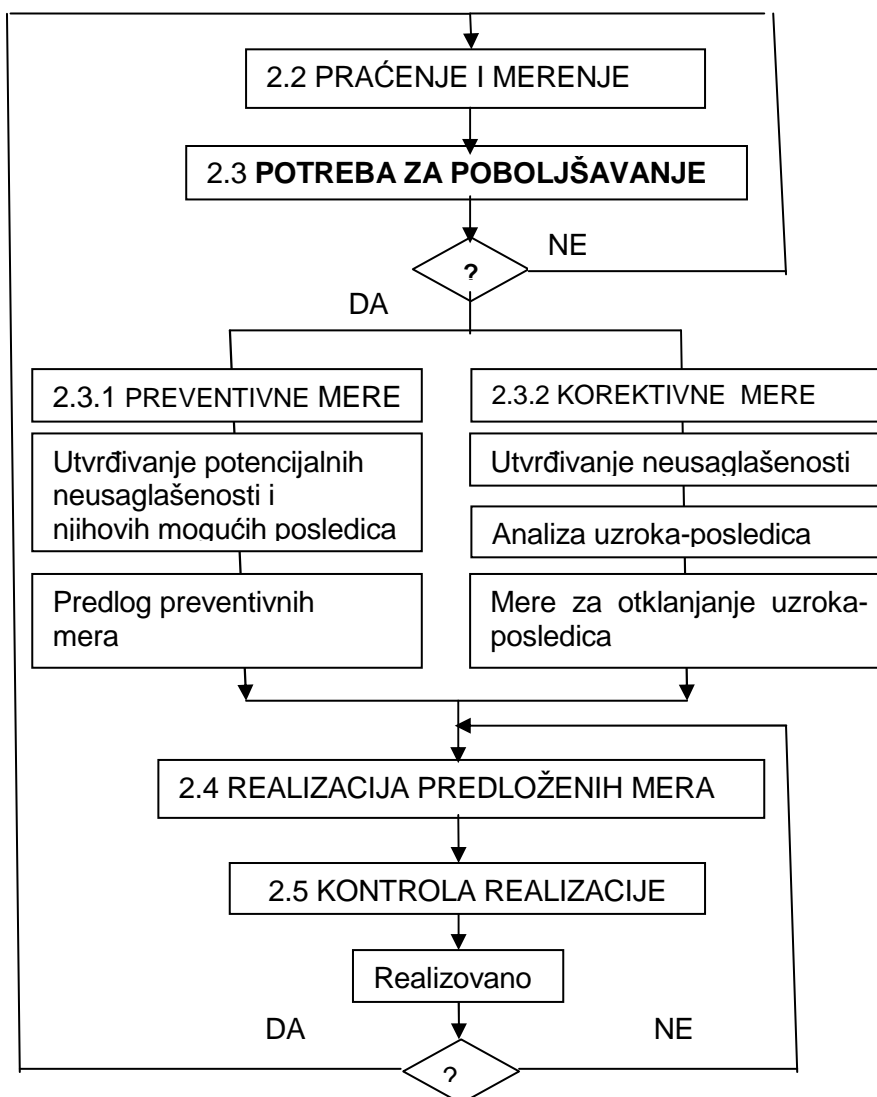 2.2 PRAĆENJE I MERENJE
2.3 POTREBA ZA POBOLJŠAVANJE
?
NE
DA
2.3.1 PREVENTIVNE MERE
Utvrđivanje potencijalnih
neusaglašenosti i
njihovih mogućih posledica
Predlog preventivnih
mera
2.3.2 KOREKTIVNE MERE
Utvrđivanje neusaglašenosti
Analiza uzroka-posledica
Mere za otklanjanje uzroka-
posledica
2.4 REALIZACIJA PREDLOŽENIH MERA
2.5 KONTROLA REALIZACIJE
Realizovano
DA
NE
?